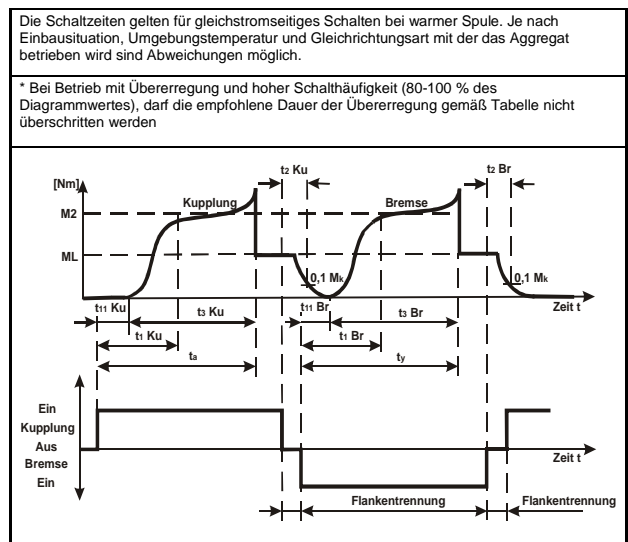 Die Schaltzeiten gelten für gleichstromseitiges Schalten bei warmer Spule. Je nach
Einbausituation, Umgebungstemperatur und Gleichrichtungsart mit der das Aggregat
betrieben wird sind Abweichungen möglich.
* Bei Betrieb mit Übererregung und hoher Schalthäufigkeit (80-100 % des
Diagrammwertes), darf die empfohlene Dauer der Übererregung gemäß Tabelle nicht
überschritten werden
t2 Ku t2 Br
[Nm]
Kupplung Bremse
M2
ML
0,1 Mk 0,1 Mk
Zeit t
t11 Ku t3 Ku t11 Br t3 Br
t1 Ku t1 Br
ta ty
Ein
Kupplung
Aus
Zeit t
Bremse
Ein
Flankentrennung Flankentrennung